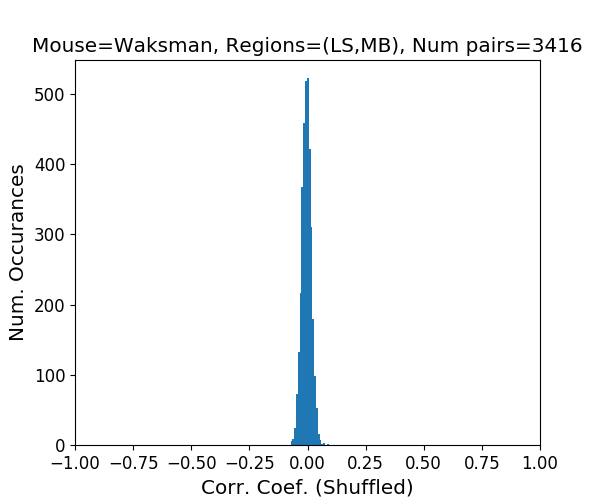 Mouse=Waksman, Regions=(LS,MB), Num pairs=3416
Num. Occurances
500
400
300
200
100
0
−1.00 −0.75 −0.50 −0.25 0.00 0.25 0.50 0.75 1.00
Corr. Coef. (Shuffled)